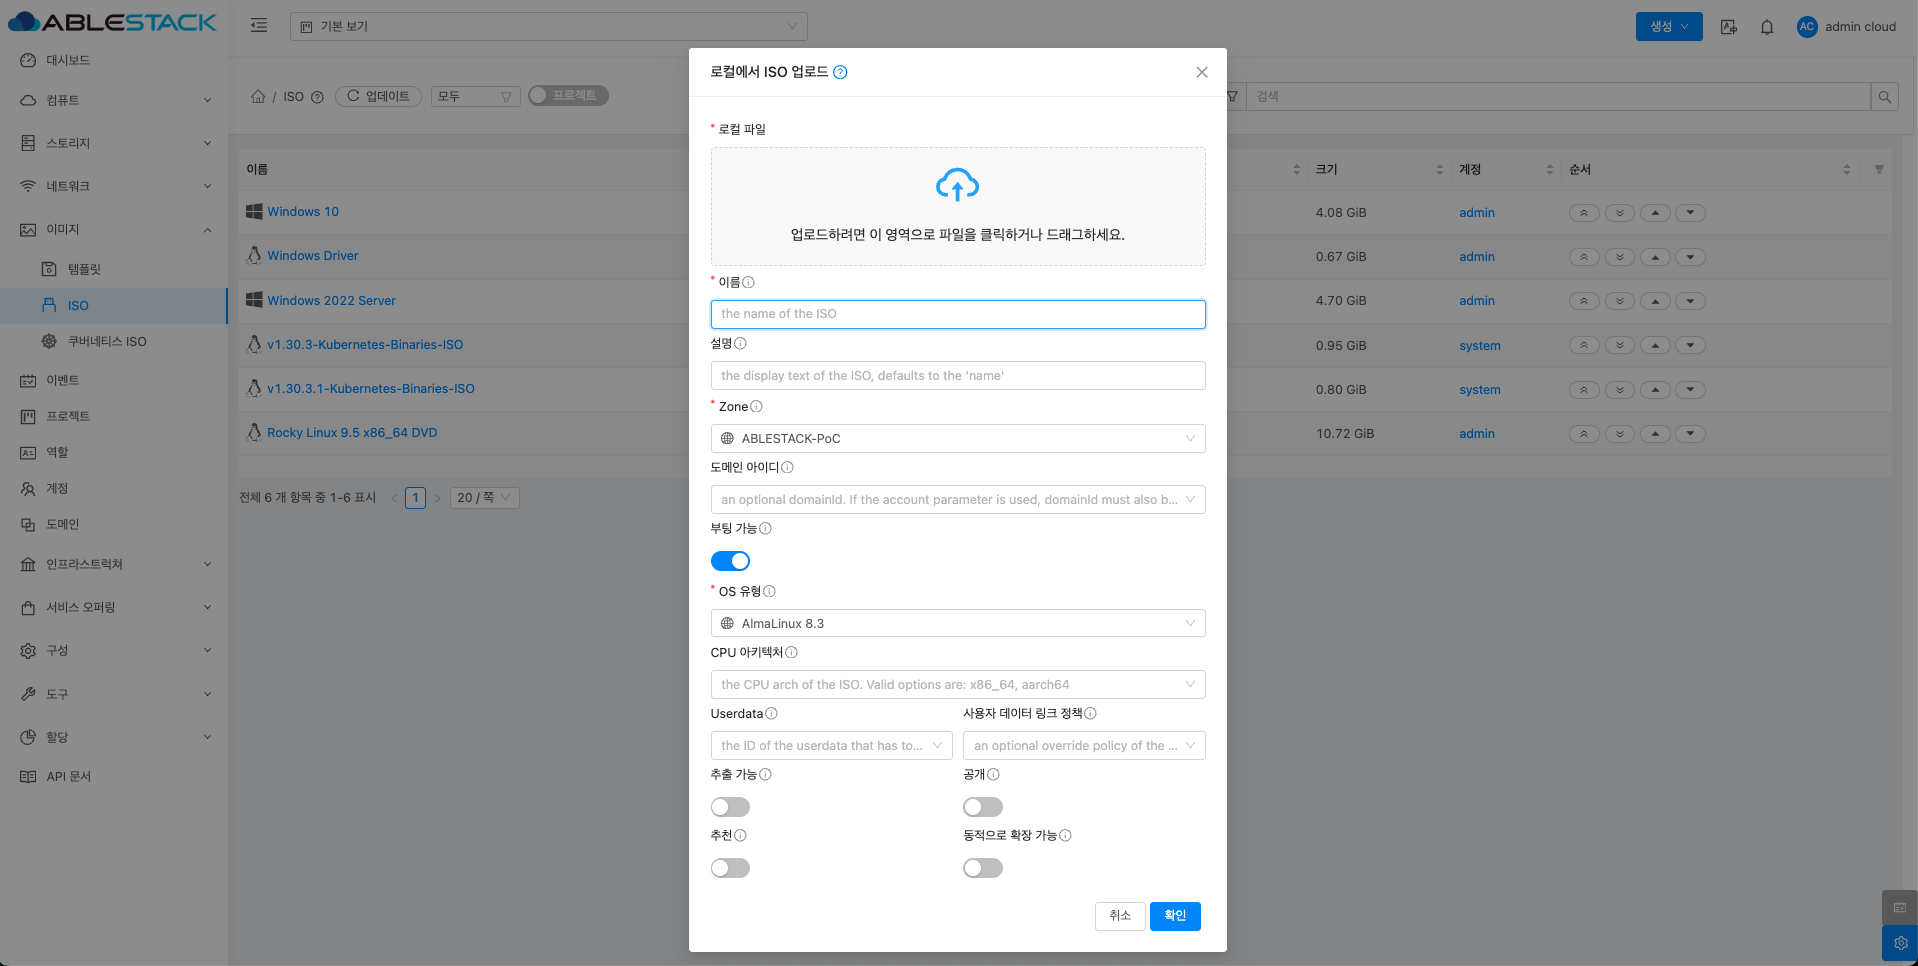 ABLESTACK
기본 보기
생성
AC
admin cloud
대시보드
컴퓨트
스토리지
네트워크
이미지
템플릿
ISO
쿠버네티스 ISO
이벤트
프로젝트
역할
계정
도메인
인프라스트럭쳐
서비스 오퍼링
구성
도구
할당
API 문서
/ ISO
업데이트
모두
프로젝트
검색
이름
크기
계정
순서
Windows 10
4.08 GiB
admin
Windows Driver
0.67 GiB
admin
Windows 2022 Server
4.70 GiB
admin
v1.30.3-Kubernetes-Binaries-ISO
0.95 GiB
system
v1.30.3.1-Kubernetes-Binaries-ISO
0.80 GiB
system
Rocky Linux 9.5 x86_64 DVD
10.72 GiB
admin
전체 6 개 항목 중 1-6 표시
1
20 / 쪽
로컬에서 ISO 업로드
* 로컬 파일
업로드하려면 이 영역으로 파일을 클릭하거나 드래그하세요.
* 이름
the name of the ISO
설명
the display text of the ISO, defaults to the 'name'
* Zone
ABLESTACK-PoC
도메인 아이디
an optional domainId. If the account parameter is used, domainId must also b...
부팅 가능
* OS 유형
AlmaLinux 8.3
CPU 아키텍처
the CPU arch of the ISO. Valid options are: x86_64, aarch64
Userdata
사용자 데이터 링크 정책
the ID of the userdata that has to...
an optional override policy of the ...
추출 가능
공개
추천
동적으로 확장 가능
취소
확인